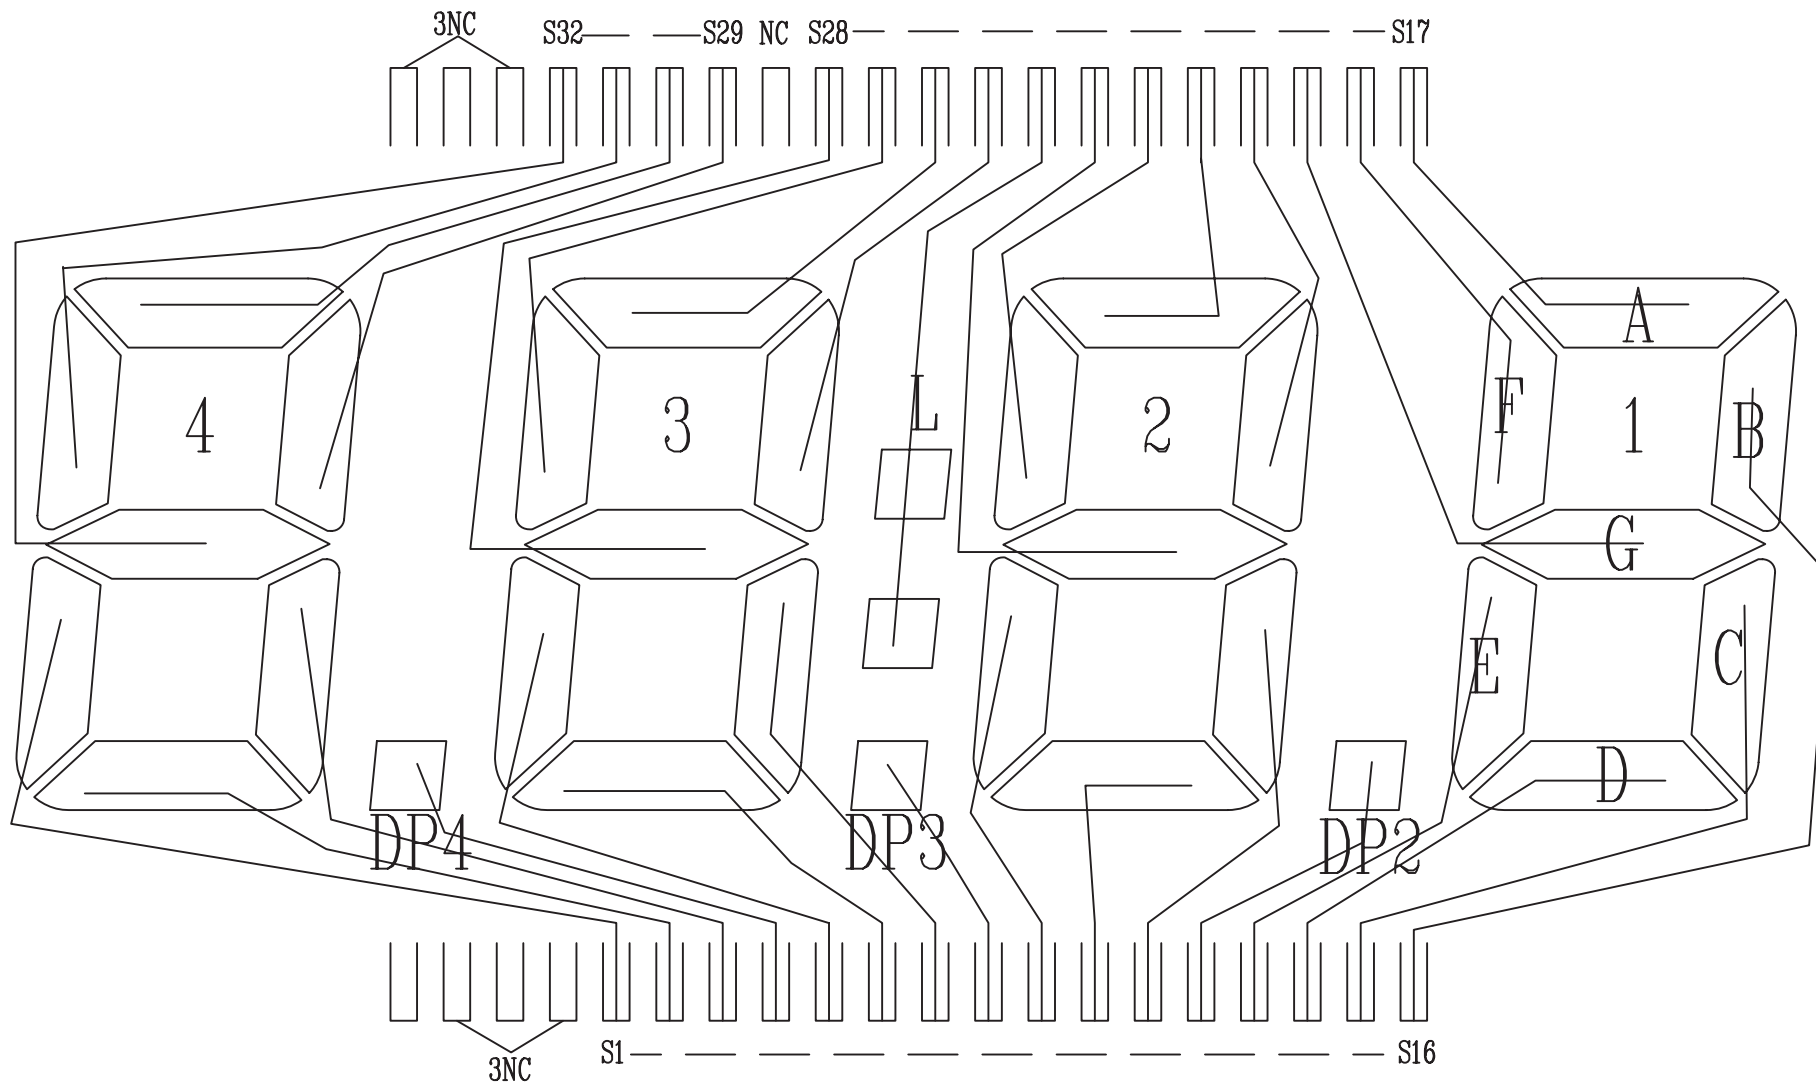 3NC S32 S29 NC S28 S17
A
L F B
4 3 2 1
G
E C
D
DP4 DP3 DP2
S1 S16
3NC